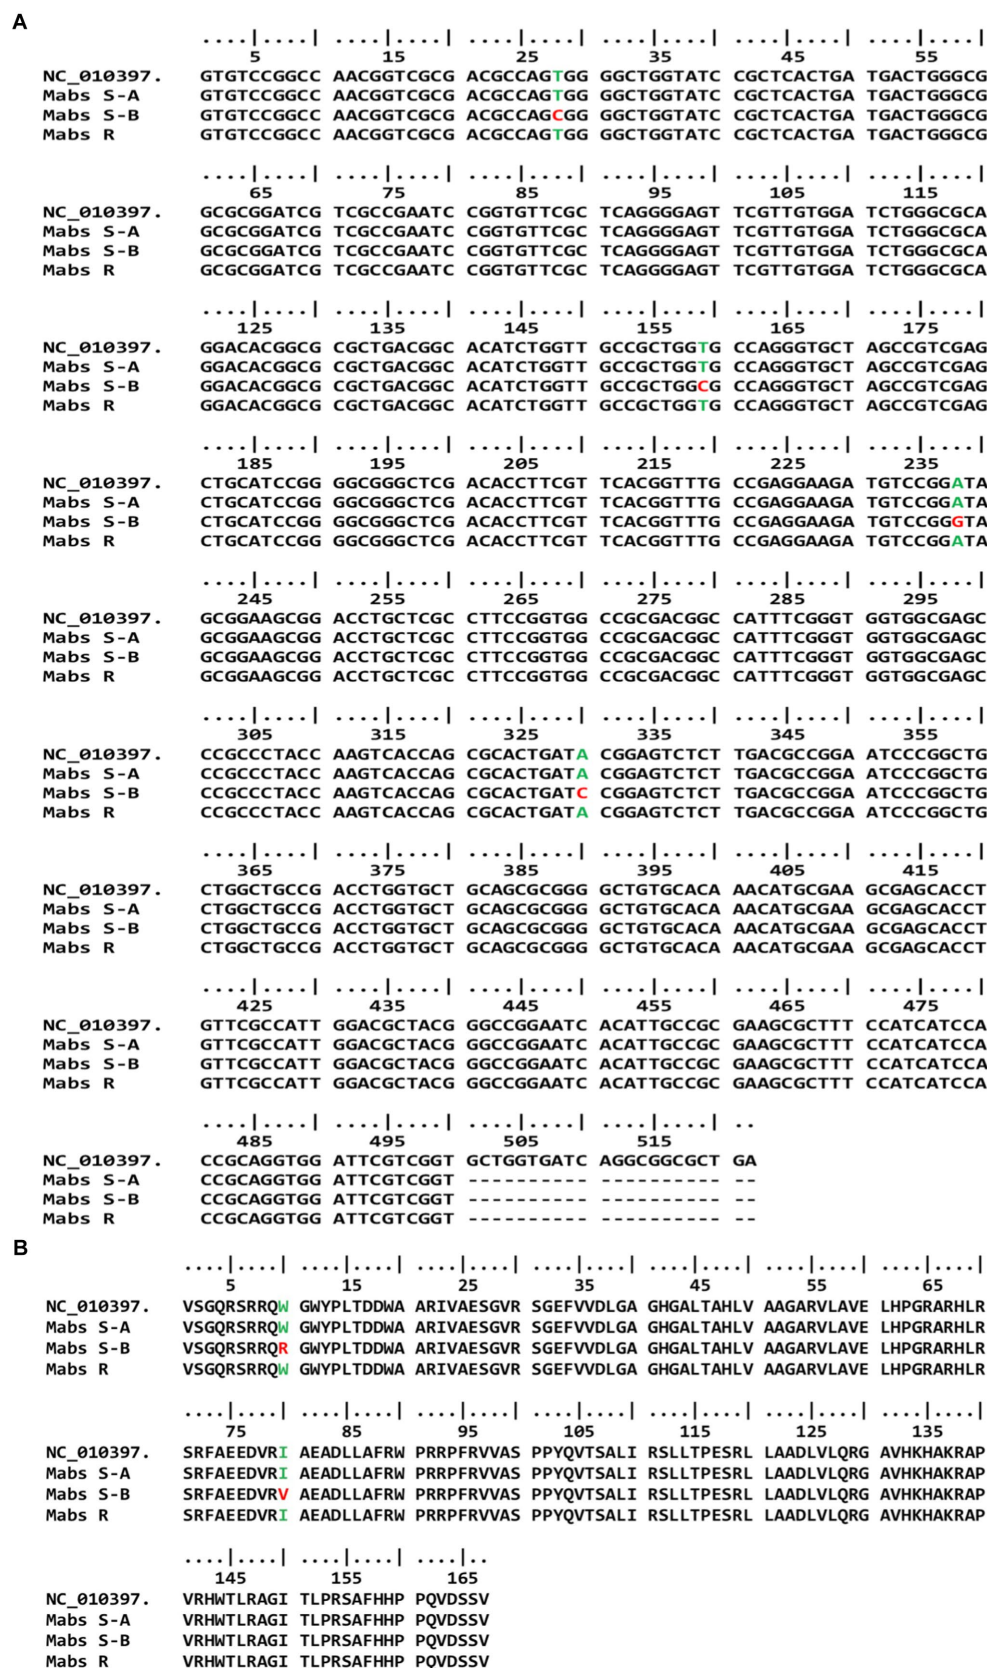 A
....|....| ....|....| ....|....| ....|....| ....|....| ....|....|
5 15 25 35 45 55
NC_010397. GTGTCCGGCC AACGGTCGCG ACGCCAGTGG GGCTGGTATC CGCTCACTGA TGACTGGGCG
Mabs S-A GTGTCCGGCC AACGGTCGCG ACGCCAGTGG GGCTGGTATC CGCTCACTGA TGACTGGGCG
Mabs S-B GTGTCCGGCC AACGGTCGCG ACGCCAGCGG GGCTGGTATC CGCTCACTGA TGACTGGGCG
Mabs R GTGTCCGGCC AACGGTCGCG ACGCCAGTGG GGCTGGTATC CGCTCACTGA TGACTGGGCG
....|....| ....|....| ....|....| ....|....| ....|....| ....|....|
65 75 85 95 105 115
NC_010397. GCGCGGATCG TCGCCGAATC CGGTGTTCGC TCAGGGGAGT TCGTTGTGGA TCTGGGCGCA
Mabs S-A GCGCGGATCG TCGCCGAATC CGGTGTTCGC TCAGGGGAGT TCGTTGTGGA TCTGGGCGCA
Mabs S-B GCGCGGATCG TCGCCGAATC CGGTGTTCGC TCAGGGGAGT TCGTTGTGGA TCTGGGCGCA
Mabs R GCGCGGATCG TCGCCGAATC CGGTGTTCGC TCAGGGGAGT TCGTTGTGGA TCTGGGCGCA
....|....| ....|....| ....|....| ....|....| ....|....| ....|....|
125 135 145 155 165 175
NC_010397. GGACACGGCG CGCTGACGGC ACATCTGGTT GCCGCTGGTG CCAGGGTGCT AGCCGTCGAG
Mabs S-A GGACACGGCG CGCTGACGGC ACATCTGGTT GCCGCTGGTG CCAGGGTGCT AGCCGTCGAG
Mabs S-B GGACACGGCG CGCTGACGGC ACATCTGGTT GCCGCTGGCG CCAGGGTGCT AGCCGTCGAG
Mabs R GGACACGGCG CGCTGACGGC ACATCTGGTT GCCGCTGGTG CCAGGGTGCT AGCCGTCGAG
....|....| ....|....| ....|....| ....|....| ....|....| ....|....|
185 195 205 215 225 235
NC_010397. CTGCATCCGG GGCGGGCTCG ACACCTTCGT TCACGGTTTG CCGAGGAAGA TGTCCGGATA
Mabs S-A CTGCATCCGG GGCGGGCTCG ACACCTTCGT TCACGGTTTG CCGAGGAAGA TGTCCGGATA
Mabs S-B CTGCATCCGG GGCGGGCTCG ACACCTTCGT TCACGGTTTG CCGAGGAAGA TGTCCGGGTA
Mabs R CTGCATCCGG GGCGGGCTCG ACACCTTCGT TCACGGTTTG CCGAGGAAGA TGTCCGGATA
....|....| ....|....| ....|....| ....|....| ....|....| ....|....|
245 255 265 275 285 295
NC_010397. GCGGAAGCGG ACCTGCTCGC CTTCCGGTGG CCGCGACGGC CATTTCGGGT GGTGGCGAGC
Mabs S-A GCGGAAGCGG ACCTGCTCGC CTTCCGGTGG CCGCGACGGC CATTTCGGGT GGTGGCGAGC
Mabs S-B GCGGAAGCGG ACCTGCTCGC CTTCCGGTGG CCGCGACGGC CATTTCGGGT GGTGGCGAGC
Mabs R GCGGAAGCGG ACCTGCTCGC CTTCCGGTGG CCGCGACGGC CATTTCGGGT GGTGGCGAGC
....|....| ....|....| ....|....| ....|....| ....|....| ....|....|
305 315 325 335 345 355
NC_010397. CCGCCCTACC AAGTCACCAG CGCACTGATA CGGAGTCTCT TGACGCCGGA ATCCCGGCTG
Mabs S-A CCGCCCTACC AAGTCACCAG CGCACTGATA CGGAGTCTCT TGACGCCGGA ATCCCGGCTG
Mabs S-B CCGCCCTACC AAGTCACCAG CGCACTGATC CGGAGTCTCT TGACGCCGGA ATCCCGGCTG
Mabs R CCGCCCTACC AAGTCACCAG CGCACTGATA CGGAGTCTCT TGACGCCGGA ATCCCGGCTG
....|....| ....|....| ....|....| ....|....| ....|....| ....|....|
365 375 385 395 405 415
NC_010397. CTGGCTGCCG ACCTGGTGCT GCAGCGCGGG GCTGTGCACA AACATGCGAA GCGAGCACCT
Mabs S-A CTGGCTGCCG ACCTGGTGCT GCAGCGCGGG GCTGTGCACA AACATGCGAA GCGAGCACCT
Mabs S-B CTGGCTGCCG ACCTGGTGCT GCAGCGCGGG GCTGTGCACA AACATGCGAA GCGAGCACCT
Mabs R CTGGCTGCCG ACCTGGTGCT GCAGCGCGGG GCTGTGCACA AACATGCGAA GCGAGCACCT
....|....| ....|....| ....|....| ....|....| ....|....| ....|....|
425 435 445 455 465 475
NC_010397. GTTCGCCATT GGACGCTACG GGCCGGAATC ACATTGCCGC GAAGCGCTTT CCATCATCCA
Mabs S-A GTTCGCCATT GGACGCTACG GGCCGGAATC ACATTGCCGC GAAGCGCTTT CCATCATCCA
Mabs S-B GTTCGCCATT GGACGCTACG GGCCGGAATC ACATTGCCGC GAAGCGCTTT CCATCATCCA
Mabs R GTTCGCCATT GGACGCTACG GGCCGGAATC ACATTGCCGC GAAGCGCTTT CCATCATCCA
....|....| ....|....| ....|....| ....|....| ..
485 495 505 515
NC_010397. CCGCAGGTGG ATTCGTCGGT GCTGGTGATC AGGCGGCGCT GA
Mabs S-A CCGCAGGTGG ATTCGTCGGT ---------- ---------- --
Mabs S-B CCGCAGGTGG ATTCGTCGGT ---------- ---------- --
Mabs R CCGCAGGTGG ATTCGTCGGT ---------- ---------- --
B
....|....| ....|....| ....|....| ....|....| ....|....| ....|....| ....|....|
5 15 25 35 45 55 65
NC_010397. VSGQRSRRQW GWYPLTDDWA ARIVAESGVR SGEFVVDLGA GHGALTAHLV AAGARVLAVE LHPGRARHLR
Mabs S-A VSGQRSRRQW GWYPLTDDWA ARIVAESGVR SGEFVVDLGA GHGALTAHLV AAGARVLAVE LHPGRARHLR
Mabs S-B VSGQRSRRQR GWYPLTDDWA ARIVAESGVR SGEFVVDLGA GHGALTAHLV AAGARVLAVE LHPGRARHLR
Mabs R VSGQRSRRQW GWYPLTDDWA ARIVAESGVR SGEFVVDLGA GHGALTAHLV AAGARVLAVE LHPGRARHLR
....|....| ....|....| ....|....| ....|....| ....|....| ....|....| ....|....|
75 85 95 105 115 125 135
NC_010397. SRFAEEDVRI AEADLLAFRW PRRPFRVVAS PPYQVTSALI RSLLTPESRL LAADLVLQRG AVHKHAKRAP
Mabs S-A SRFAEEDVRI AEADLLAFRW PRRPFRVVAS PPYQVTSALI RSLLTPESRL LAADLVLQRG AVHKHAKRAP
Mabs S-B SRFAEEDVRV AEADLLAFRW PRRPFRVVAS PPYQVTSALI RSLLTPESRL LAADLVLQRG AVHKHAKRAP
Mabs R SRFAEEDVRI AEADLLAFRW PRRPFRVVAS PPYQVTSALI RSLLTPESRL LAADLVLQRG AVHKHAKRAP
....|....| ....|....| ....|..
145 155 165
NC_010397. VRHWTLRAGI TLPRSAFHHP PQVDSSV
Mabs S-A VRHWTLRAGI TLPRSAFHHP PQVDSSV
Mabs S-B VRHWTLRAGI TLPRSAFHHP PQVDSSV
Mabs R VRHWTLRAGI TLPRSAFHHP PQVDSSV